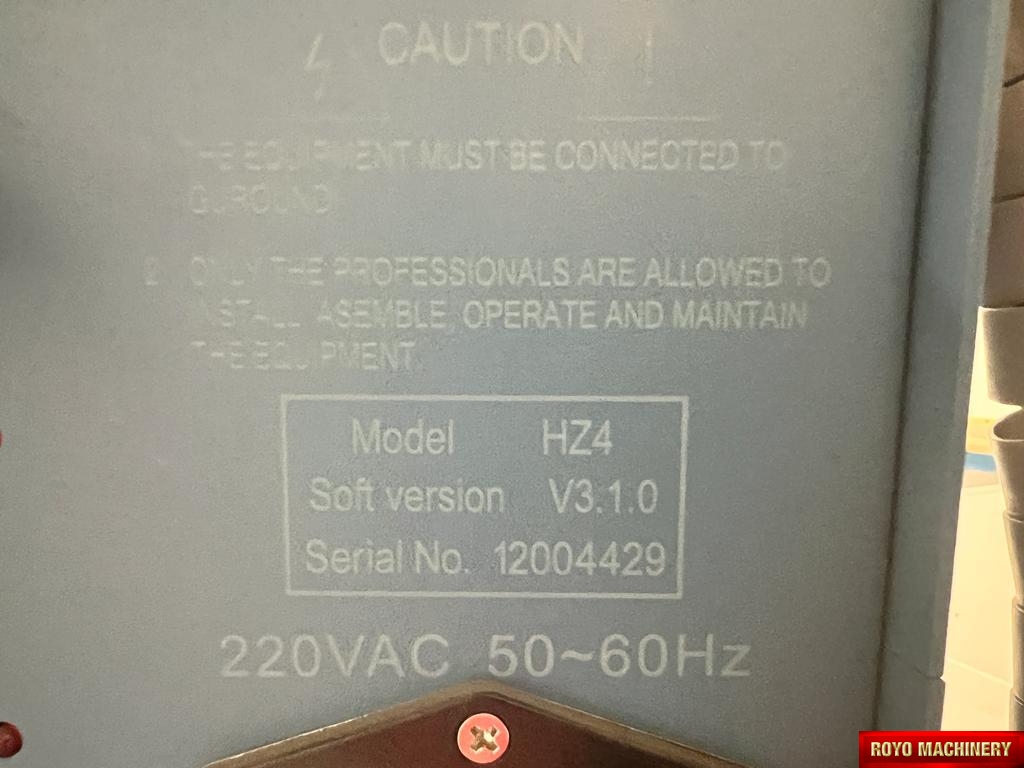 CAUTION
THE EQUIPMENT MUST BE CONNECTED TO
GUROUND
2 ONLY THE PROFESSIONALS ARE ALLOWED TO
INSTALL ASEMBLE, OPERATE AND MAINTAIN
THE EQUIPMENT.
Model HZ4
Soft version V3.1.0
Serial No. 12004429
220VAC 50~60Hz
ROYO MACHINERY